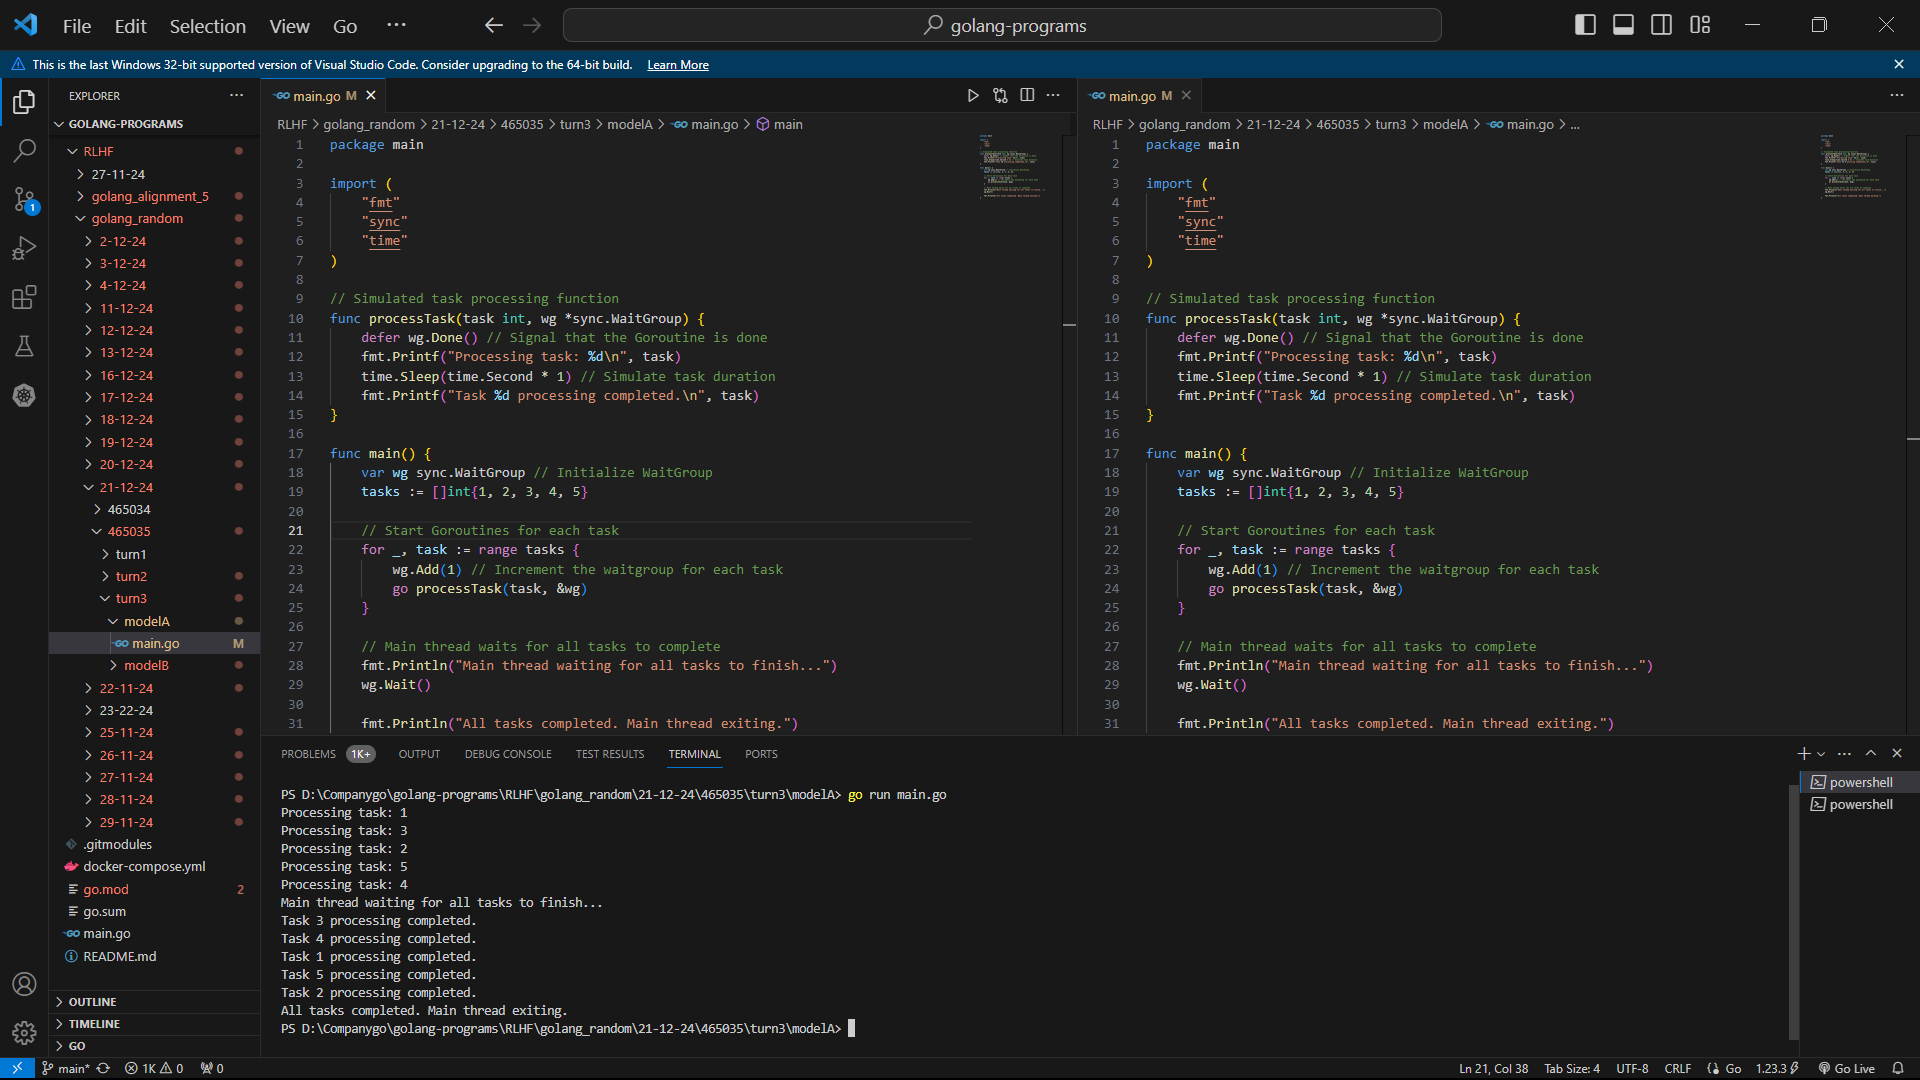 File Edit Selection View Go ··· golang-programs
This is the last Windows 32-bit supported version of Visual Studio Code. Consider upgrading to the 64-bit build. Learn More
EXPLORER
GOLANG-PROGRAMS
RLHF
27-11-24
golang_alignment_5
golang_random
2-12-24
3-12-24
4-12-24
11-12-24
12-12-24
13-12-24
16-12-24
17-12-24
18-12-24
19-12-24
20-12-24
21-12-24
465034
465035
turn1
turn2
turn3
modelA
main.go M
modelB
22-11-24
23-22-24
25-11-24
26-11-24
27-11-24
28-11-24
29-11-24
.gitmodules
docker-compose.yml
go.mod 2
go.sum
main.go
README.md
OUTLINE
TIMELINE
GO
1
main.go M
RLHF > golang_random > 21-12-24 > 465035 > turn3 > modelA > main.go > main
1 package main
2
3 import (
4 "fmt"
5 "sync"
6 "time"
7 )
8
9 // Simulated task processing function
10 func processTask(task int, wg *sync.WaitGroup) {
11 defer wg.Done() // Signal that the Goroutine is done
12 fmt.Printf("Processing task: %d\n", task)
13 time.Sleep(time.Second * 1) // Simulate task duration
14 fmt.Printf("Task %d processing completed.\n", task)
15 }
16
17 func main() {
18 var wg sync.WaitGroup // Initialize WaitGroup
19 tasks := []int{1, 2, 3, 4, 5}
20
21 // Start Goroutines for each task
22 for _, task := range tasks {
23 wg.Add(1) // Increment the waitgroup for each task
24 go processTask(task, &wg)
25 }
26
27 // Main thread waits for all tasks to complete
28 fmt.Println("Main thread waiting for all tasks to finish...")
29 wg.Wait()
30
31 fmt.Println("All tasks completed. Main thread exiting.")
main.go M
RLHF > golang_random > 21-12-24 > 465035 > turn3 > modelA > main.go > ...
1 package main
2
3 import (
4 "fmt"
5 "sync"
6 "time"
7 )
8
9 // Simulated task processing function
10 func processTask(task int, wg *sync.WaitGroup) {
11 defer wg.Done() // Signal that the Goroutine is done
12 fmt.Printf("Processing task: %d\n", task)
13 time.Sleep(time.Second * 1) // Simulate task duration
14 fmt.Printf("Task %d processing completed.\n", task)
15 }
16
17 func main() {
18 var wg sync.WaitGroup // Initialize WaitGroup
19 tasks := []int{1, 2, 3, 4, 5}
20
21 // Start Goroutines for each task
22 for _, task := range tasks {
23 wg.Add(1) // Increment the waitgroup for each task
24 go processTask(task, &wg)
25 }
26
27 // Main thread waits for all tasks to complete
28 fmt.Println("Main thread waiting for all tasks to finish...")
29 wg.Wait()
30
31 fmt.Println("All tasks completed. Main thread exiting.")
PROBLEMS 1K+ OUTPUT DEBUG CONSOLE TEST RESULTS TERMINAL PORTS
PS D:\Companygo\golang-programs\RLHF\golang_random\21-12-24\465035\turn3\modelA> go run main.go
Processing task: 1
Processing task: 3
Processing task: 2
Processing task: 5
Processing task: 4
Main thread waiting for all tasks to finish...
Task 3 processing completed.
Task 4 processing completed.
Task 1 processing completed.
Task 5 processing completed.
Task 2 processing completed.
All tasks completed. Main thread exiting.
PS D:\Companygo\golang-programs\RLHF\golang_random\21-12-24\465035\turn3\modelA>
powershell
powershell
main* 1K 0 0 Ln 21, Col 38 Tab Size: 4 UTF-8 CRLF Go 1.23.3 Go Live